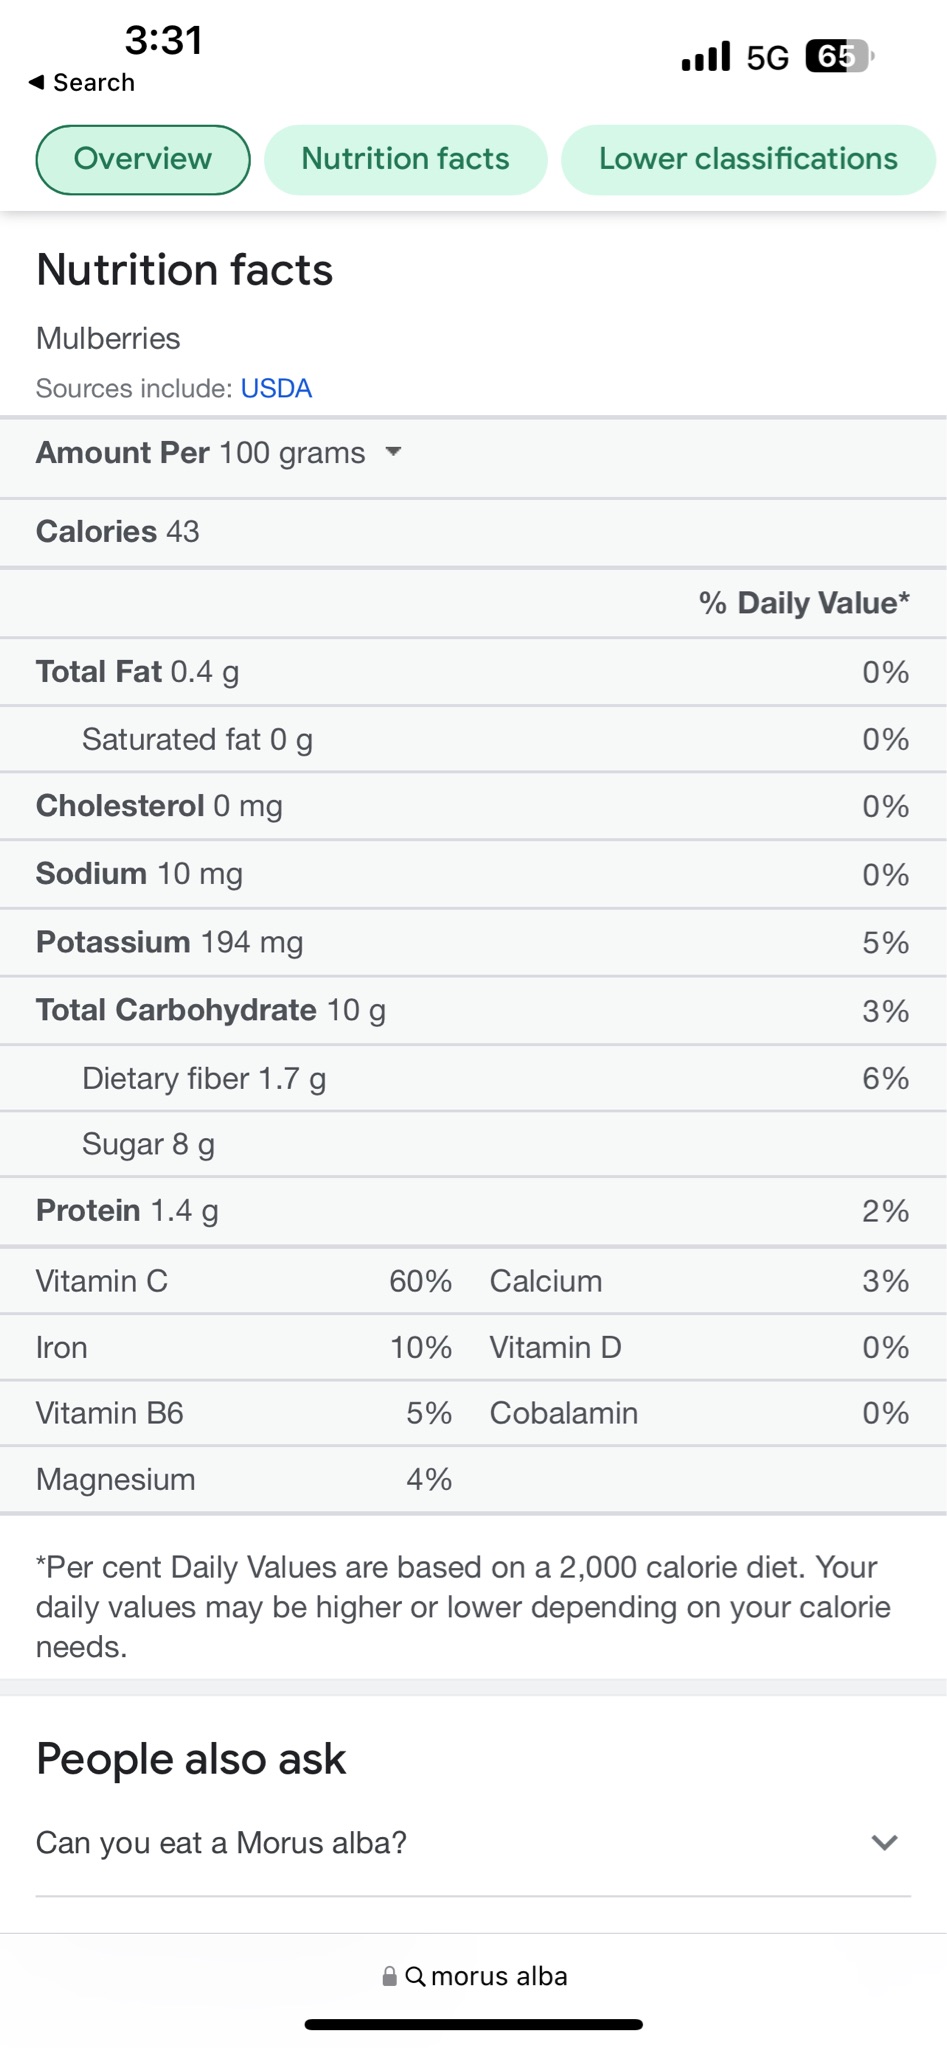 3:31
5G 65
◀ Search
Overview Nutrition facts Lower classifications
Nutrition facts
Mulberries
Sources include: USDA
Amount Per 100 grams
Calories 43
% Daily Value*
Total Fat 0.4 g 0%
Saturated fat 0 g 0%
Cholesterol 0 mg 0%
Sodium 10 mg 0%
Potassium 194 mg 5%
Total Carbohydrate 10 g 3%
Dietary fiber 1.7 g 6%
Sugar 8 g
Protein 1.4 g 2%
Vitamin C 60% Calcium 3%
Iron 10% Vitamin D 0%
Vitamin B6 5% Cobalamin 0%
Magnesium 4%
*Per cent Daily Values are based on a 2,000 calorie diet. Your
daily values may be higher or lower depending on your calorie
needs.
People also ask
Can you eat a Morus alba?
morus alba